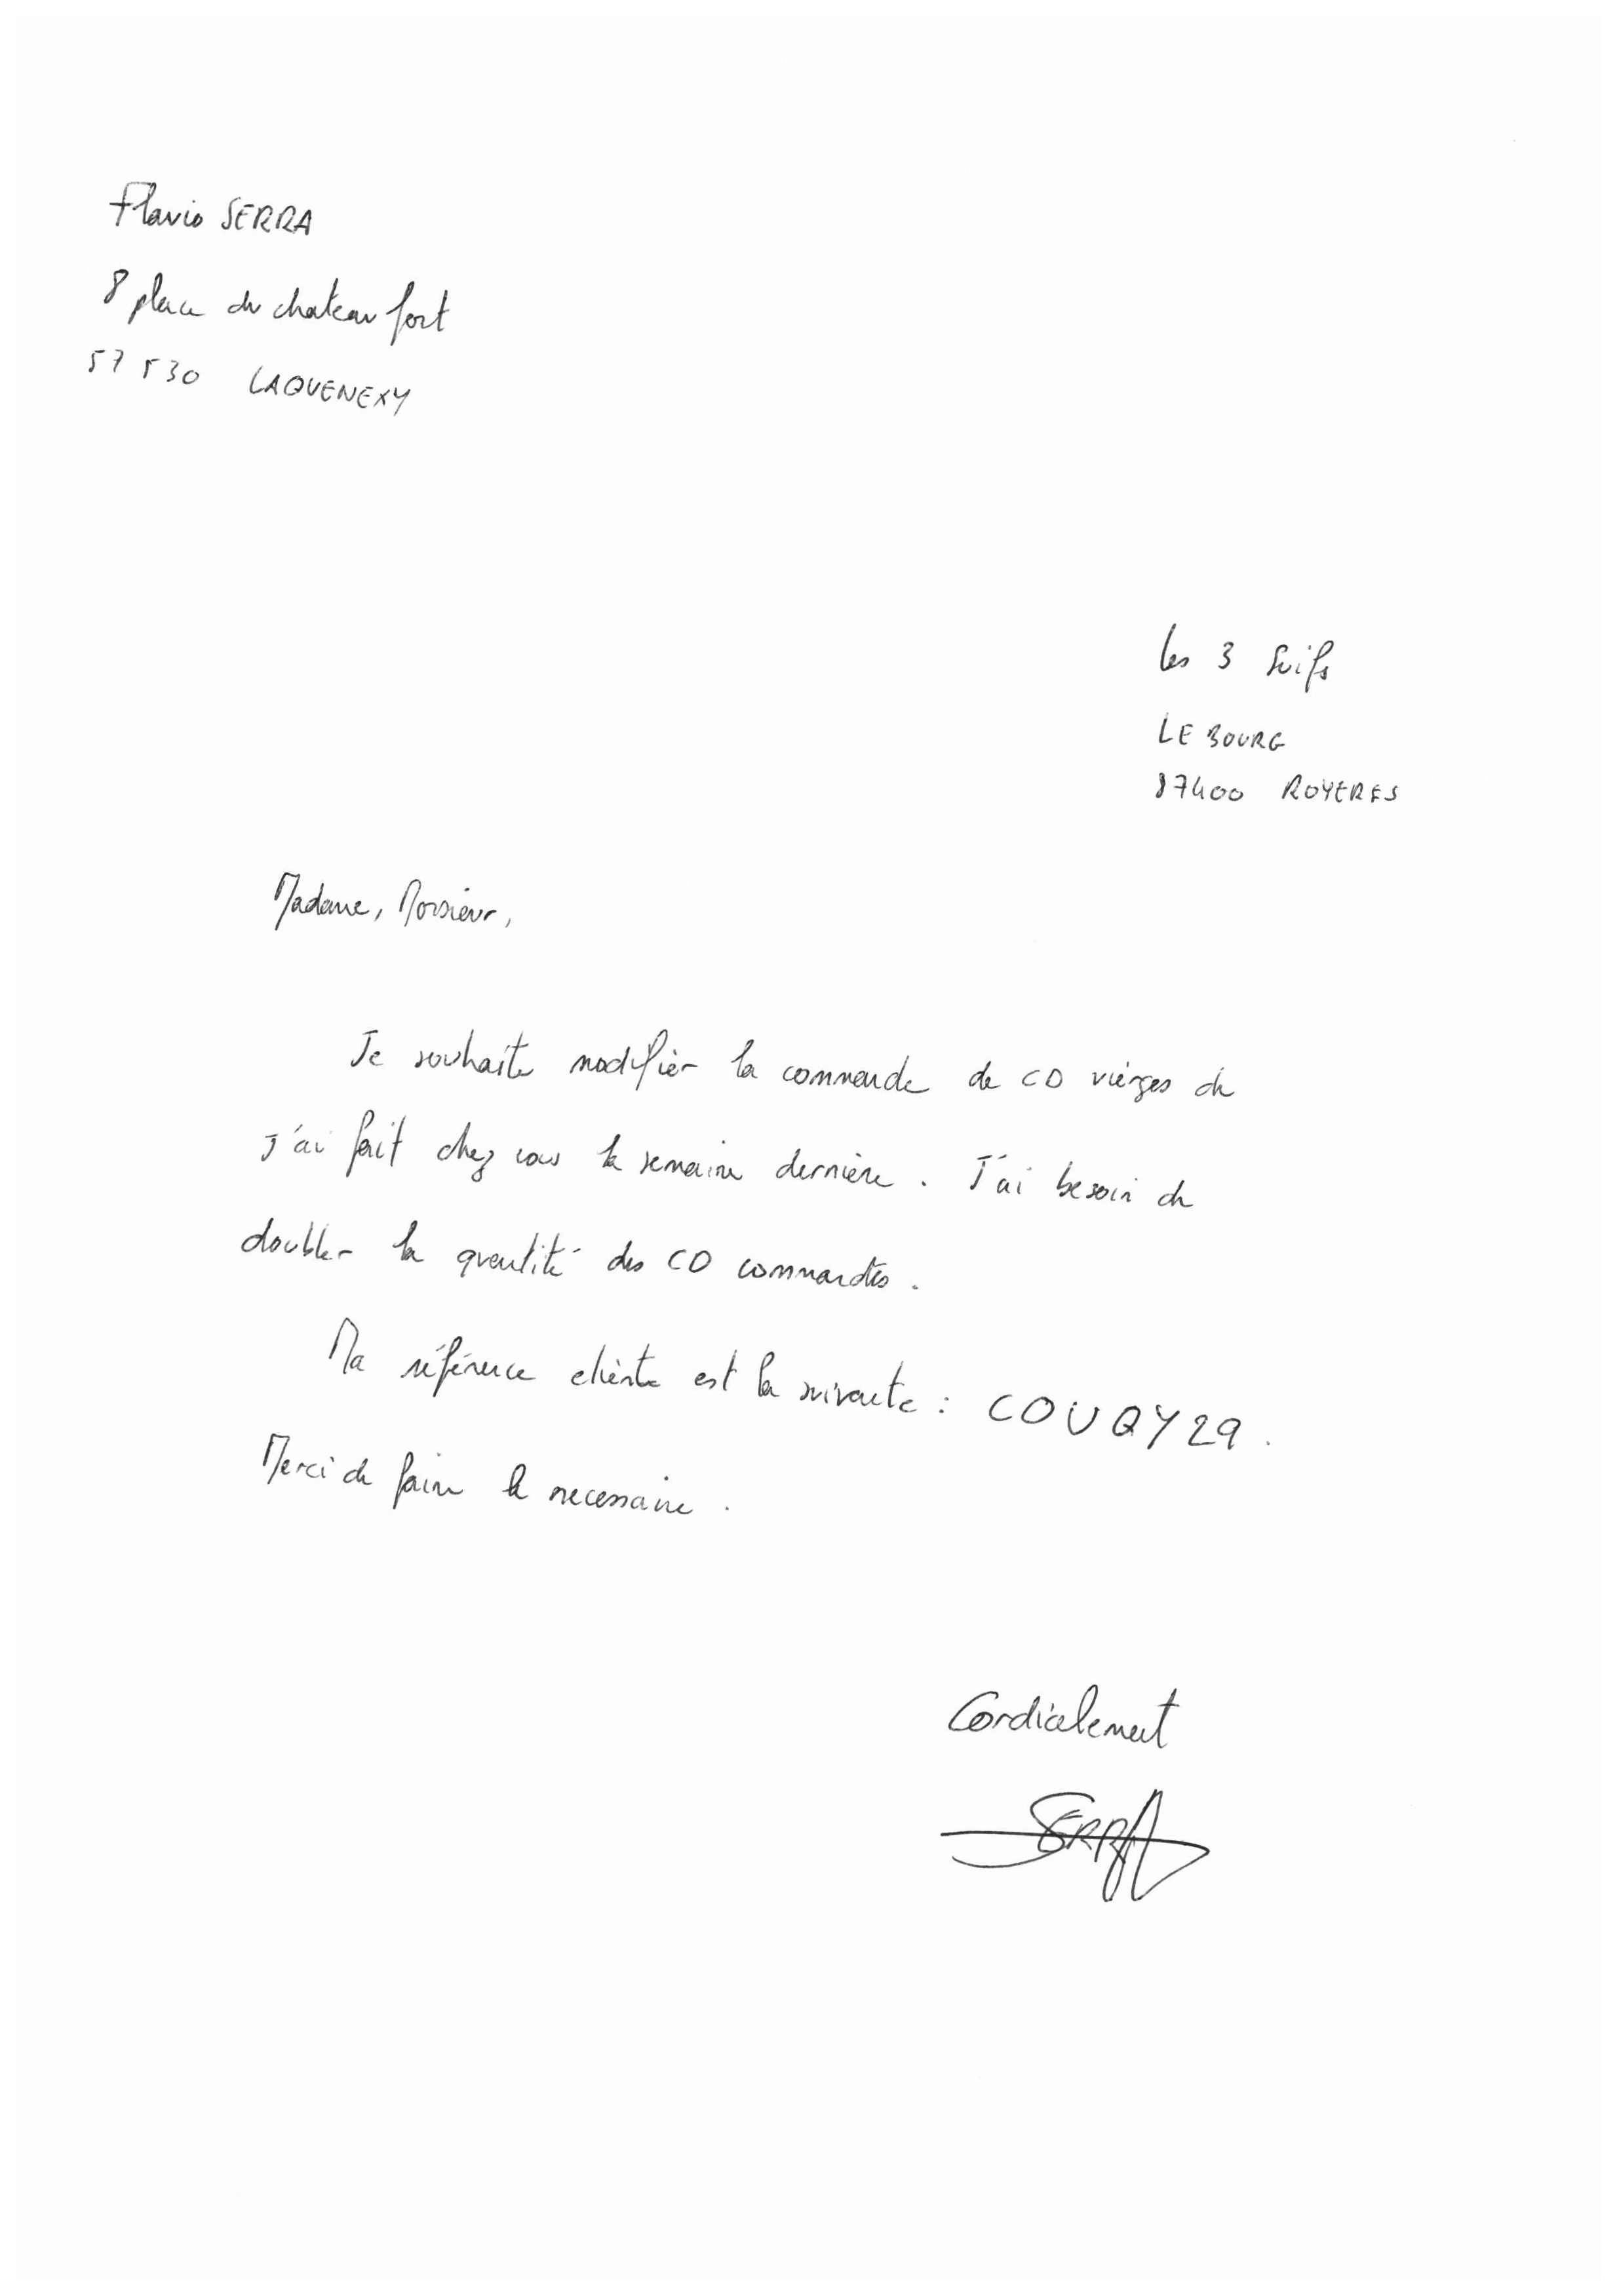 Flavio SERRA
8 place du chateau fort
57530 LAQUENEXY
Les 3 Suifs
LE BOURG
87400 ROYERES
Madame, Monsieur,
Je souhaite modifier la commande de CD vierges de
J'ai fait chez vous la semaine dernière. J'ai besoin de
doubler la quantité des CD commandés.
Ma référence cliente est la suivante : COUQY29.
Merci de faire le necessaire.
Cordialement
SERRA